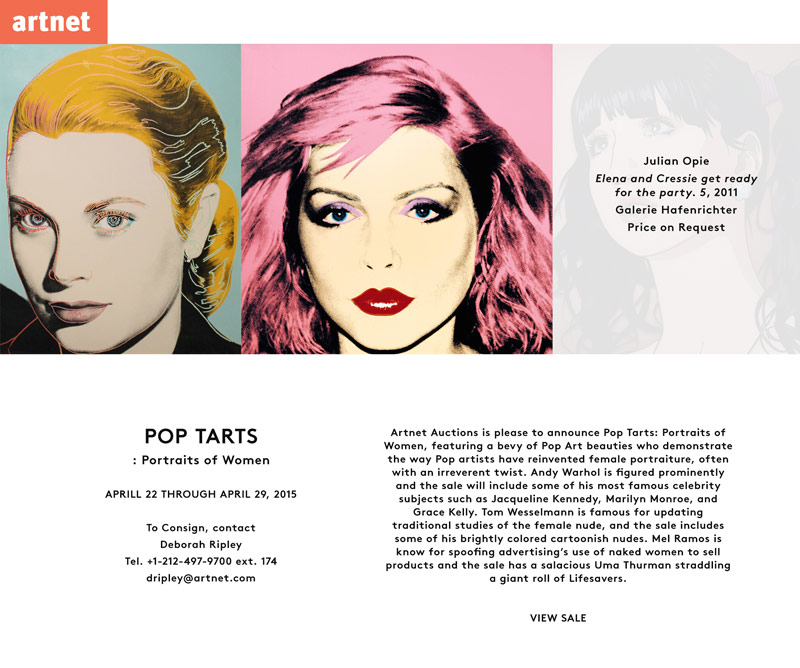 artnet
Julian Opie
Elena and Cressie get ready
for the party. 5, 2011
Galerie Hafenrichter
Price on Request
POP TARTS
: Portraits of Women
APRILL 22 THROUGH APRIL 29, 2015
To Consign, contact
Deborah Ripley
Tel. +1-212-497-9700 ext. 174
dripley@artnet.com
Artnet Auctions is please to announce Pop Tarts: Portraits of
Women, featuring a bevy of Pop Art beauties who demonstrate
the way Pop artists have reinvented female portraiture, often
with an irreverent twist. Andy Warhol is figured prominently
and the sale will include some of his most famous celebrity
subjects such as Jacqueline Kennedy, Marilyn Monroe, and
Grace Kelly. Tom Wesselmann is famous for updating
traditional studies of the female nude, and the sale includes
some of his brightly colored cartoonish nudes. Mel Ramos is
know for spoofing advertising’s use of naked women to sell
products and the sale has a salacious Uma Thurman straddling
a giant roll of Lifesavers.
VIEW SALE